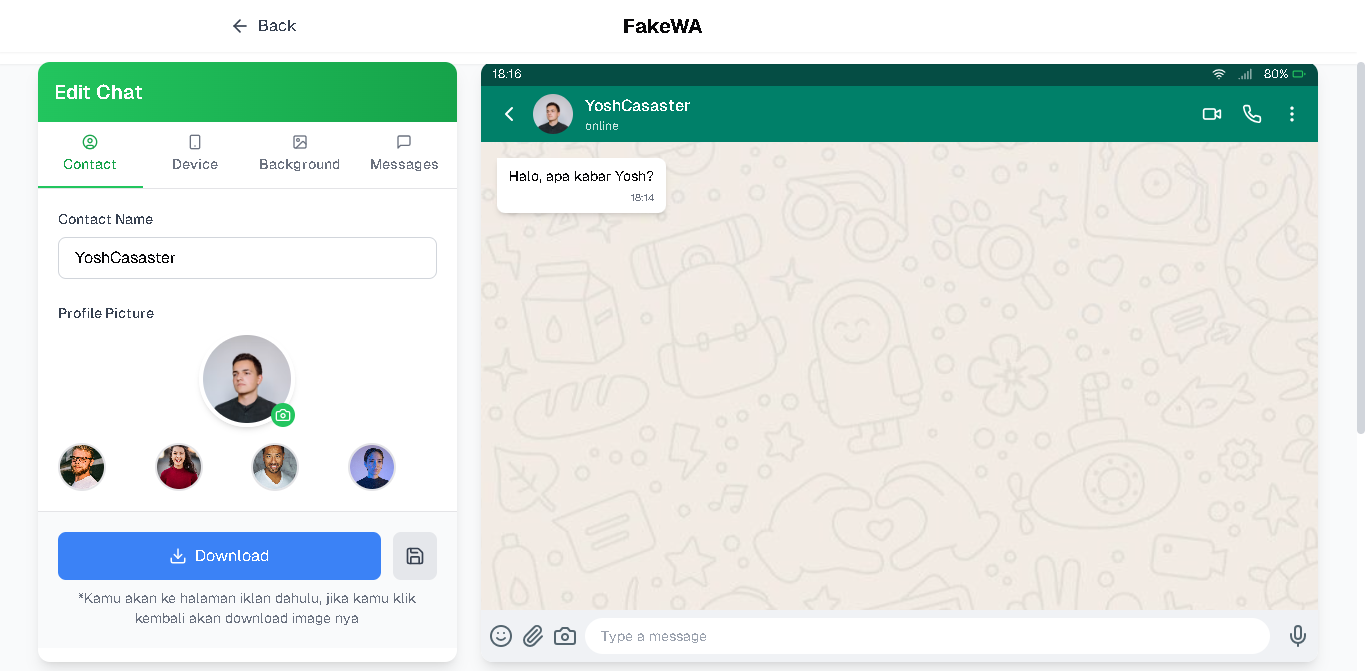 Back
FakeWA
Edit Chat
Contact
Device
Background
Messages
Contact Name
YoshCasaster
Profile Picture
Download
*Kamu akan ke halaman iklan dahulu, jika kamu klik
kembali akan download image nya
18:16
80%
YoshCasaster
online
Halo, apa kabar Yosh?
18:14
Type a message